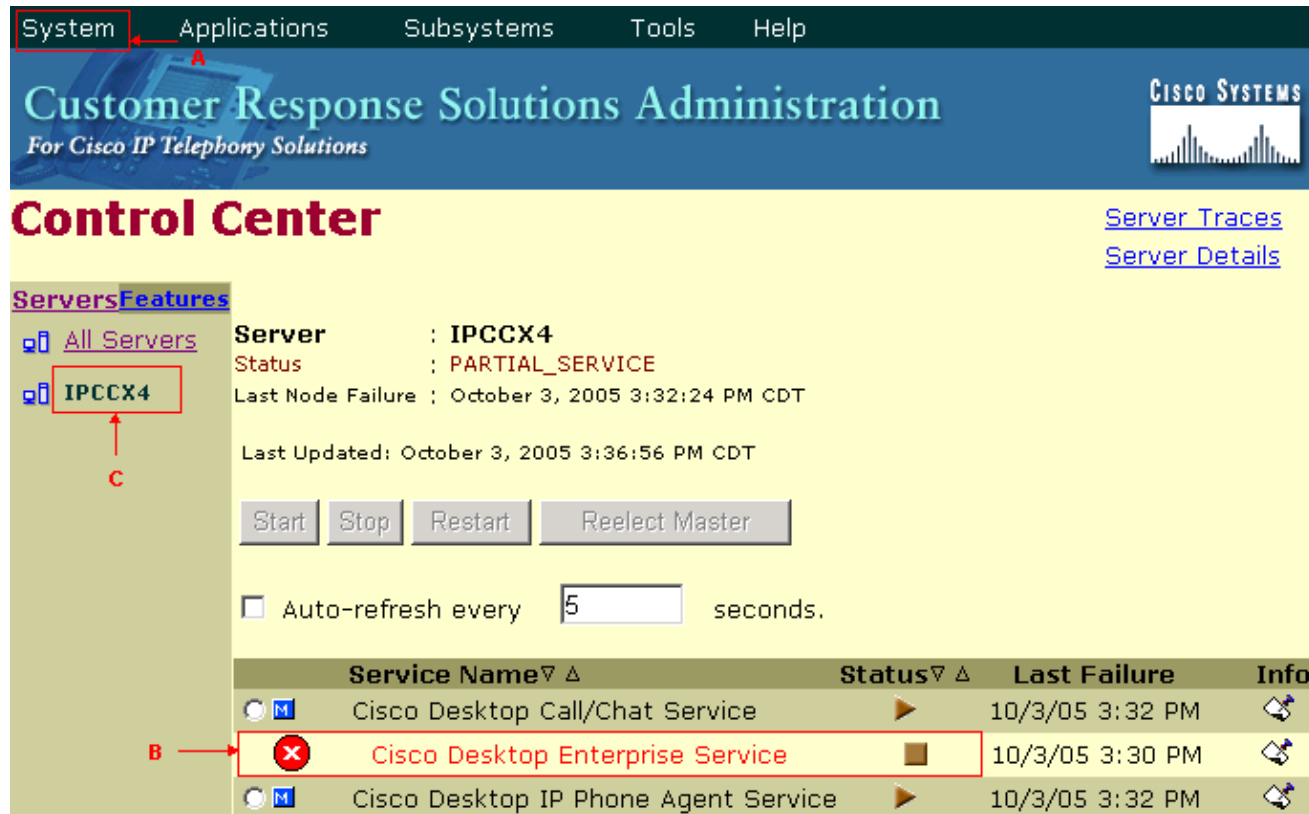 System Applications Subsystems Tools Help
A
Customer Response Solutions Administration
For Cisco IP Telephony Solutions
CISCO SYSTEMS
Control Center
Server Traces
Server Details
Servers Features
All Servers
IPCCX4
C
Server : IPCCX4
Status : PARTIAL_SERVICE
Last Node Failure : October 3, 2005 3:32:24 PM CDT
Last Updated: October 3, 2005 3:36:56 PM CDT
Start Stop Restart Reelect Master
Auto-refresh every 5 seconds.
Service Name Status Last Failure Info
M Cisco Desktop Call/Chat Service 10/3/05 3:32 PM
B Cisco Desktop Enterprise Service 10/3/05 3:30 PM
M Cisco Desktop IP Phone Agent Service 10/3/05 3:32 PM